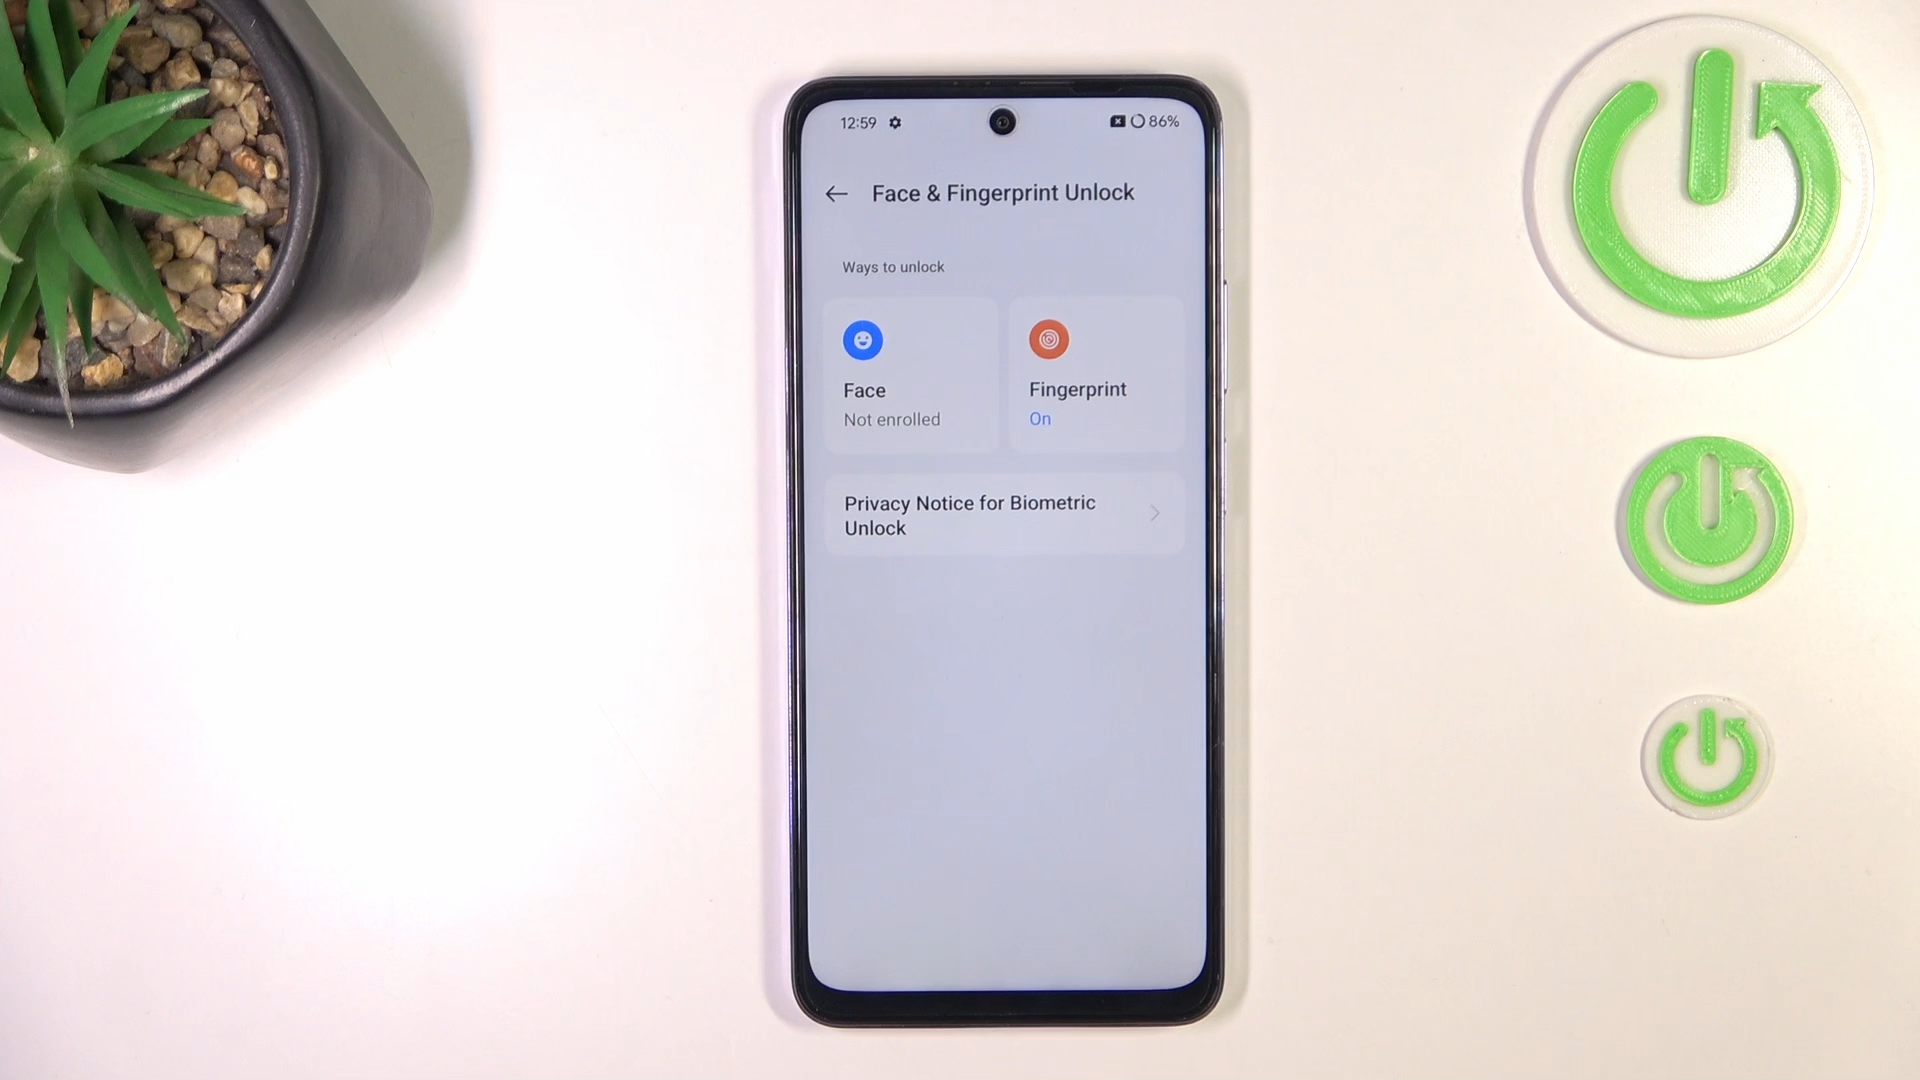 12:59 86%
Face & Fingerprint Unlock
Ways to unlock
Face
Not enrolled
Fingerprint
On
Privacy Notice for Biometric
Unlock